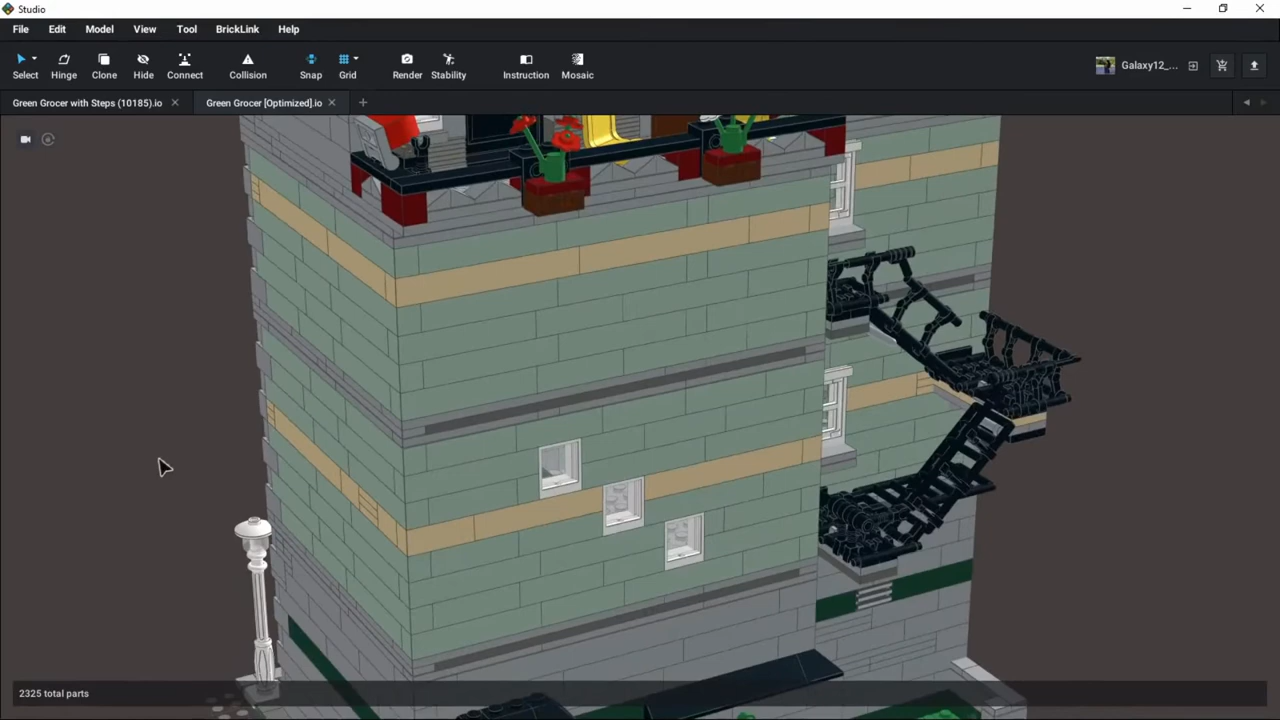 Studio
File Edit Model View Tool BrickLink Help
Select Hinge Clone Hide Connect Collision Snap Grid Render Stability Instruction Mosaic Galaxy12_...
Green Grocer with Steps (10185).io Green Grocer [Optimized].io
2325 total parts